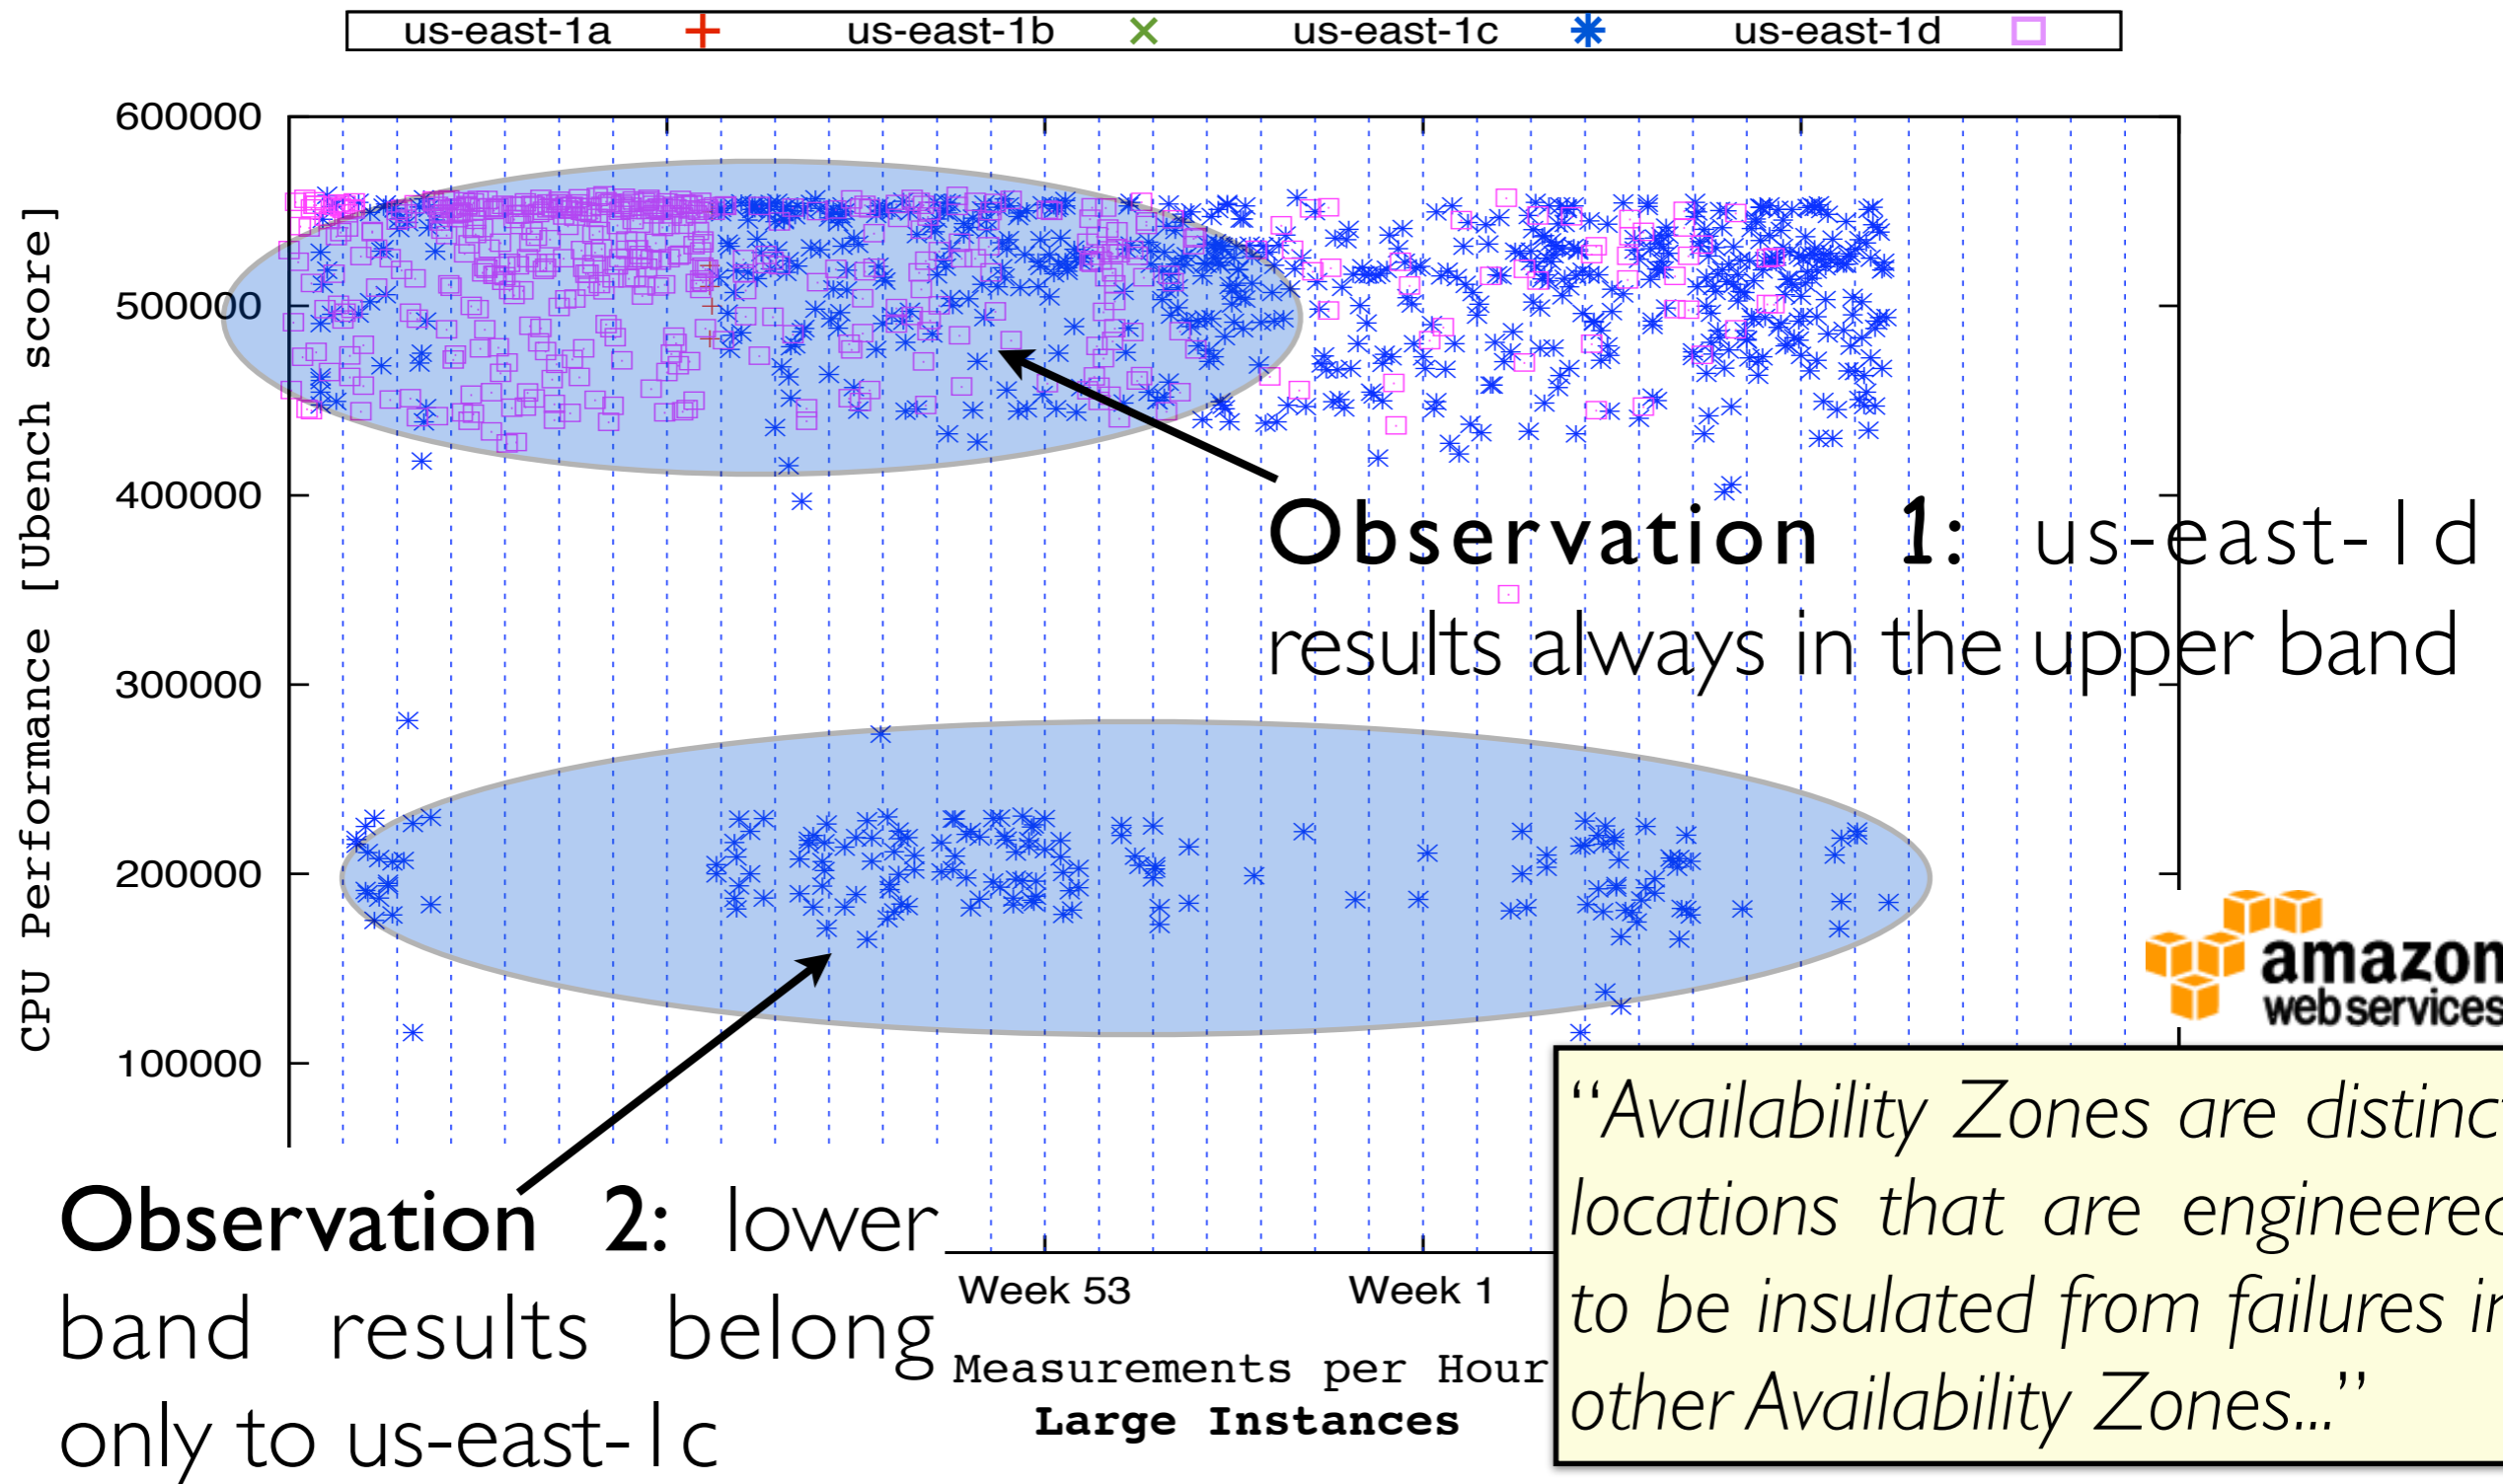 us-east-1a us-east-1b us-east-1c us-east-1d
600000
500000
400000
300000
200000
100000
CPU Performance [Ubench score]
Observation 1: us-east-1d
results always in the upper band
amazon
webservices
Observation 2: lower
band results belong
only to us-east-1c
Week 53 Week 1
Measurements per Hour
Large Instances
“Availability Zones are distinct
locations that are engineered
to be insulated from failures in
other Availability Zones...”